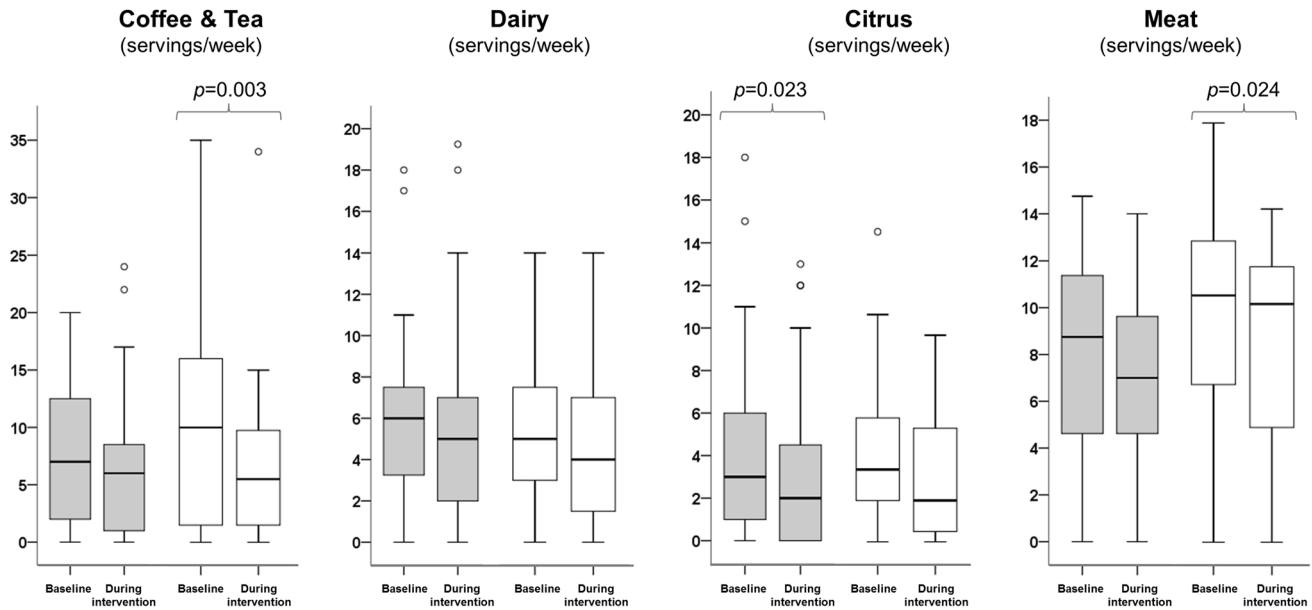 Coffee & Tea
(servings/week)
p=0.003
35
30
25
20
15
10
5
0
Baseline
During
intervention
Baseline
During
intervention
Dairy
(servings/week)
20
18
16
14
12
10
8
6
4
2
0
Baseline
During
intervention
Baseline
During
intervention
Citrus
(servings/week)
p=0.023
20
18
16
14
12
10
8
6
4
2
0
Baseline
During
intervention
Baseline
During
intervention
Meat
(servings/week)
p=0.024
18
16
14
12
10
8
6
4
2
0
Baseline
During
intervention
Baseline
During
intervention